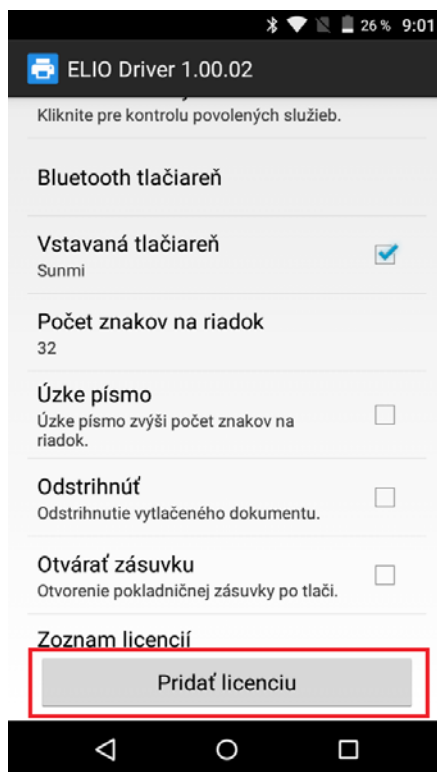 26 % 9:01
ELIO Driver 1.00.02
Kliknite pre kontrolu povolených služieb.
Bluetooth tlačiareň
Vstavaná tlačiareň
Sunmi
Počet znakov na riadok
32
Úzke písmo
Úzke písmo zvýši počet znakov na
riadok.
Odstrihnúť
Odstrihnutie vytlačeného dokumentu.
Otvárať zásuvku
Otvorenie pokladničnej zásuvky po tlači.
Zoznam licencií
Pridať licenciu